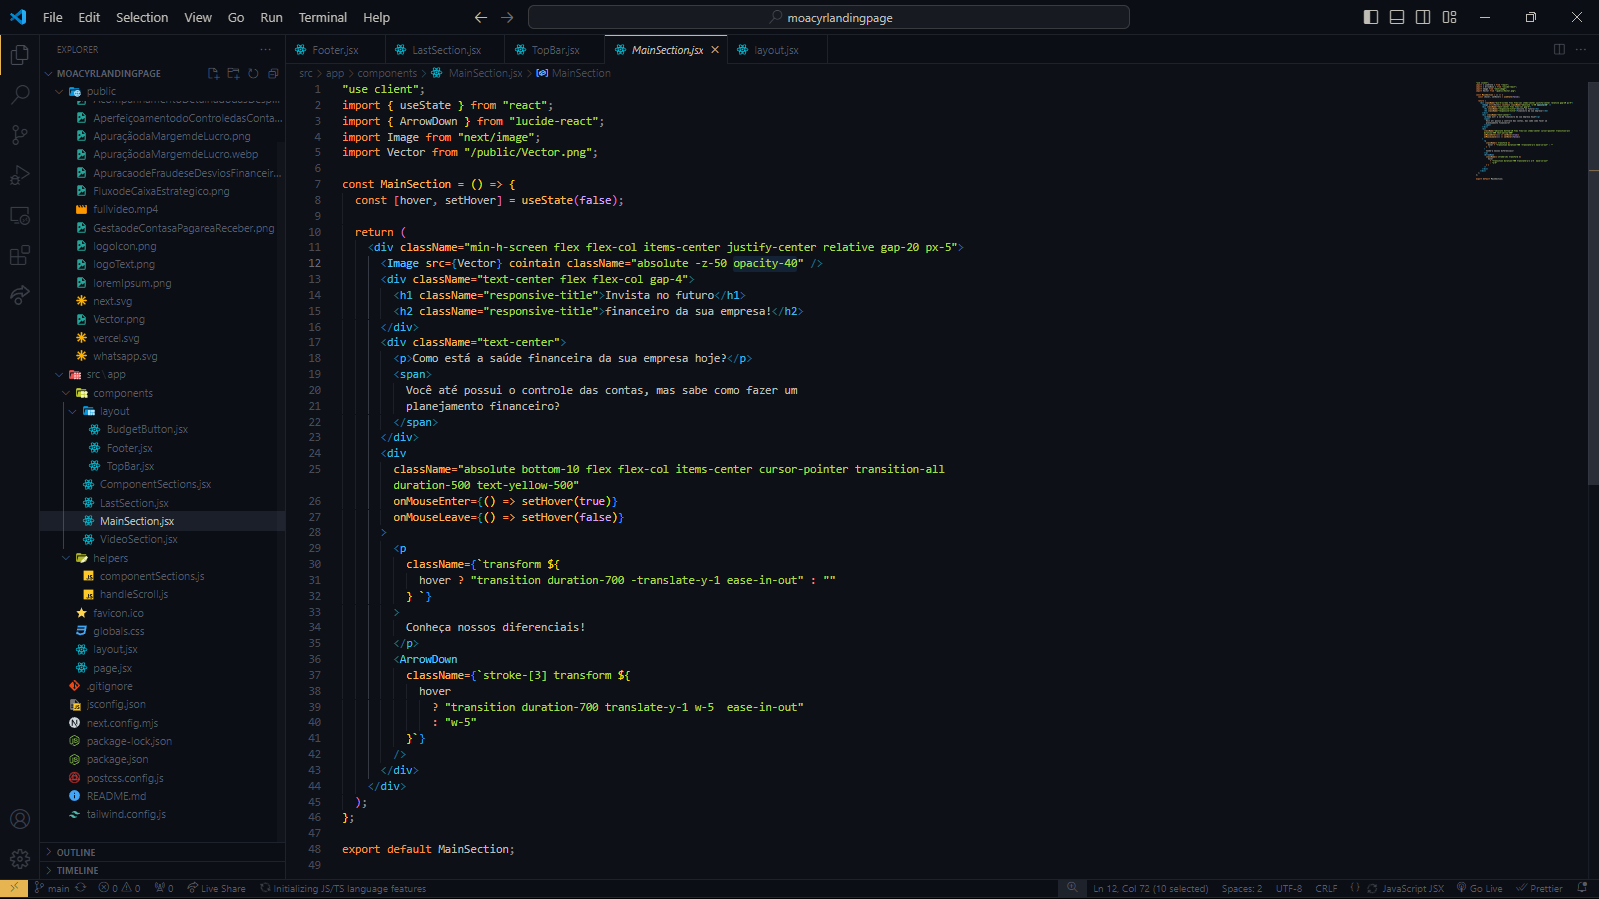 File Edit Selection View Go Run Terminal Help
moacyrlandingpage
EXPLORER
MOACYRLANDINGPAGE
public
AperfeiçoamentodoControledasConta...
ApuraçãodaMargemdeLucro.png
ApuraçãodaMargemdeLucro.webp
ApuracaodeFraudeseDesviosFinanceir...
FluxodeCaixaEstrategico.png
fullvideo.mp4
GestaodeContasaPagareaReceber.png
logoIcon.png
logoText.png
loremIpsum.png
next.svg
Vector.png
vercel.svg
whatsapp.svg
src \ app
components
layout
BudgetButton.jsx
Footer.jsx
TopBar.jsx
ComponentSections.jsx
LastSection.jsx
MainSection.jsx
VideoSection.jsx
helpers
componentSections.js
handleScroll.js
favicon.ico
globals.css
layout.jsx
page.jsx
.gitignore
jsconfig.json
next.config.mjs
package-lock.json
package.json
postcss.config.js
README.md
tailwind.config.js
OUTLINE
TIMELINE
Footer.jsx LastSection.jsx TopBar.jsx MainSection.jsx layout.jsx
src > app > components > MainSection.jsx > MainSection
1 "use client";
2 import { useState } from "react";
3 import { ArrowDown } from "lucide-react";
4 import Image from "next/image";
5 import Vector from "/public/Vector.png";
6
7 const MainSection = () => {
8 const [hover, setHover] = useState(false);
9
10 return (
11 <div className="min-h-screen flex flex-col items-center justify-center relative gap-20 px-5">
12 <Image src={Vector} cointain className="absolute -z-50 opacity-40" />
13 <div className="text-center flex flex-col gap-4">
14 <h1 className="responsive-title">Invista no futuro</h1>
15 <h2 className="responsive-title">financeiro da sua empresa!</h2>
16 </div>
17 <div className="text-center">
18 <p>Como está a saúde financeira da sua empresa hoje?</p>
19 <span>
20 Você até possui o controle das contas, mas sabe como fazer um
21 planejamento financeiro?
22 </span>
23 </div>
24 <div
25 className="absolute bottom-10 flex flex-col items-center cursor-pointer transition-all
duration-500 text-yellow-500"
26 onMouseEnter={() => setHover(true)}
27 onMouseLeave={() => setHover(false)}
28 >
29 <p
30 className={`transform ${
31 hover ? "transition duration-700 -translate-y-1 ease-in-out" : ""
32 } `}
33 >
34 Conheça nossos diferenciais!
35 </p>
36 <ArrowDown
37 className={`stroke-[3] transform ${
38 hover
39 ? "transition duration-700 translate-y-1 w-5  ease-in-out"
40 : "w-5"
41 }`}
42 />
43 </div>
44 </div>
45 );
46 };
47
48 export default MainSection;
49
main 0 0 0 Live Share Initializing JS/TS language features Ln 12, Col 72 (10 selected) Spaces: 2 UTF-8 CRLF {} JavaScript JSX Go Live Prettier